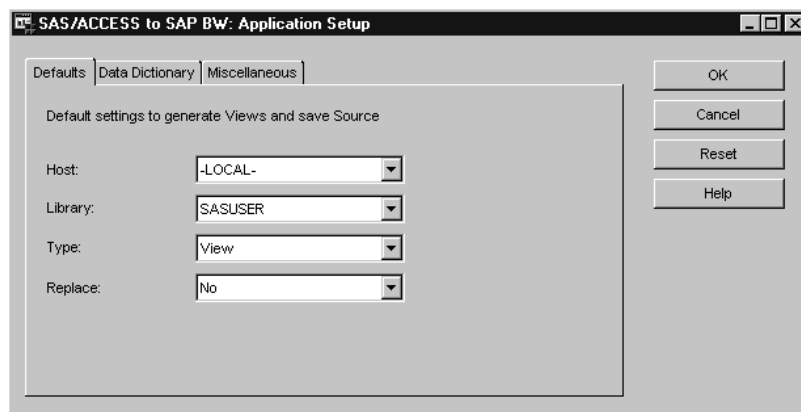 SAS/ACCESS to SAP BW: Application Setup
Defaults Data Dictionary Miscellaneous
Default settings to generate Views and save Source
Host: -LOCAL-
Library: SASUSER
Type: View
Replace: No
OK
Cancel
Reset
Help